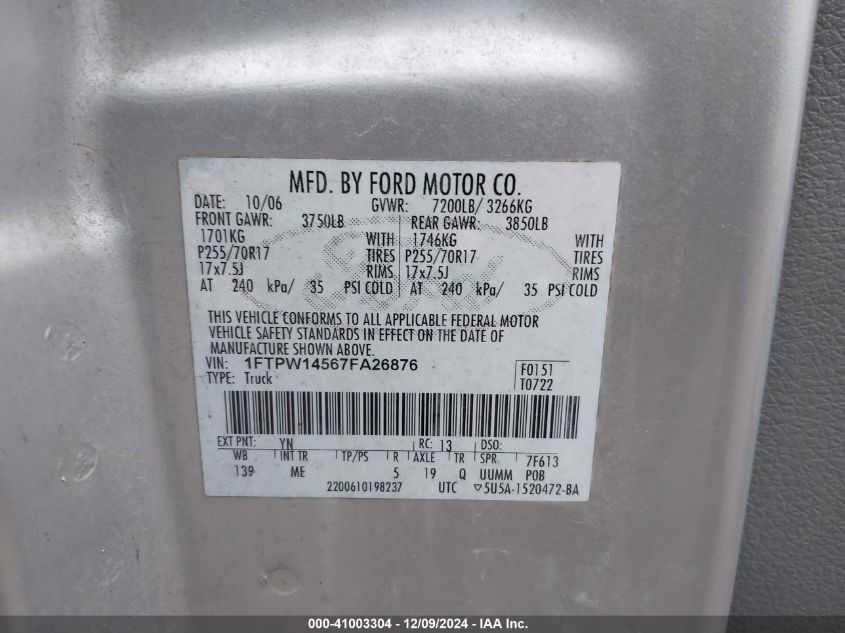 MFD. BY FORD MOTOR CO.
DATE: 10/06 GVWR: 7200LB/ 3266KG
FRONT GAWR: 3750LB REAR GAWR: 3850LB
1701KG WITH 1746KG WITH
P255/70R17 TIRES P255/70R17 TIRES
17x7.5J RIMS 17x7.5J RIMS
AT 240 kPa/ 35 PSI COLD AT 240 kPa/ 35 PSI COLD
THIS VEHICLE CONFORMS TO ALL APPLICABLE FEDERAL MOTOR
VEHICLE SAFETY STANDARDS IN EFFECT ON THE DATE OF
MANUFACTURE SHOWN ABOVE.
VIN: 1FTPW14567FA26876 F0151
TYPE: Truck T0722
EXT PNT: YN RC: 13 DSO:
WB INT TR TP/PS R AXLE TR SPR 7F613
139 ME 5 19 Q UUMM POB
2200610198237 UTC ▽5U5A-1520472-BA
000-41003304 / 12/09/2024 - IAA Inc.